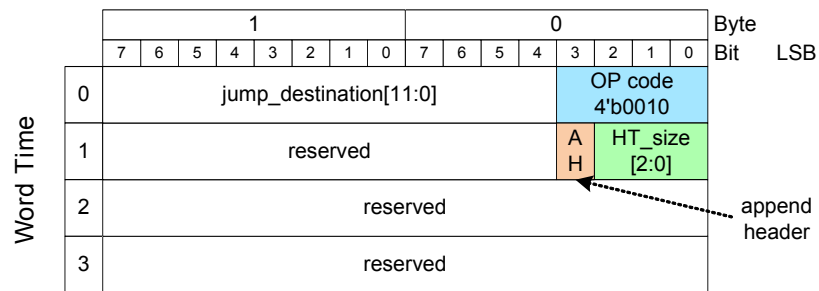 1 0 Byte
7 6 5 4 3 2 1 0 7 6 5 4 3 2 1 0 Bit LSB
Word Time
0 jump_destination[11:0] OP code
4'b0010
1 reserved A HT_size
H [2:0]
2 reserved append
header
3 reserved